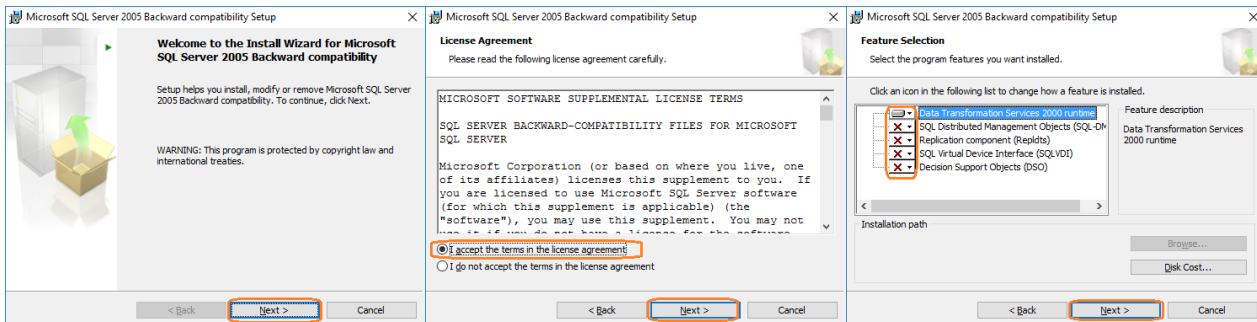 Microsoft SQL Server 2005 Backward compatibility Setup
Welcome to the Install Wizard for Microsoft
SQL Server 2005 Backward compatibility
Setup helps you install, modify or remove Microsoft SQL Server
2005 Backward compatibility. To continue, click Next.
WARNING: This program is protected by copyright law and
international treaties.
< Back
Next >
Cancel
Microsoft SQL Server 2005 Backward compatibility Setup
License Agreement
Please read the following license agreement carefully.
MICROSOFT SOFTWARE SUPPLEMENTAL LICENSE TERMS
SQL SERVER BACKWARD-COMPATIBILITY FILES FOR MICROSOFT
SQL SERVER
Microsoft Corporation (or based on where you live, one
of its affiliates) licenses this supplement to you. If
you are licensed to use Microsoft SQL Server software
(for which this supplement is applicable) (the
"software"), you may use this supplement. You may not
use it if you do not have a license for the software
I accept the terms in the license agreement
I do not accept the terms in the license agreement
< Back
Next >
Cancel
Microsoft SQL Server 2005 Backward compatibility Setup
Feature Selection
Select the program features you want installed.
Click an icon in the following list to change how a feature is installed.
Data Transformation Services 2000 runtime
SQL Distributed Management Objects (SQL-DM
Replication component (Repldts)
SQL Virtual Device Interface (SQLVDI)
Decision Support Objects (DSO)
Feature description
Data Transformation Services
2000 runtime
Installation path
Browse...
Disk Cost...
< Back
Next >
Cancel